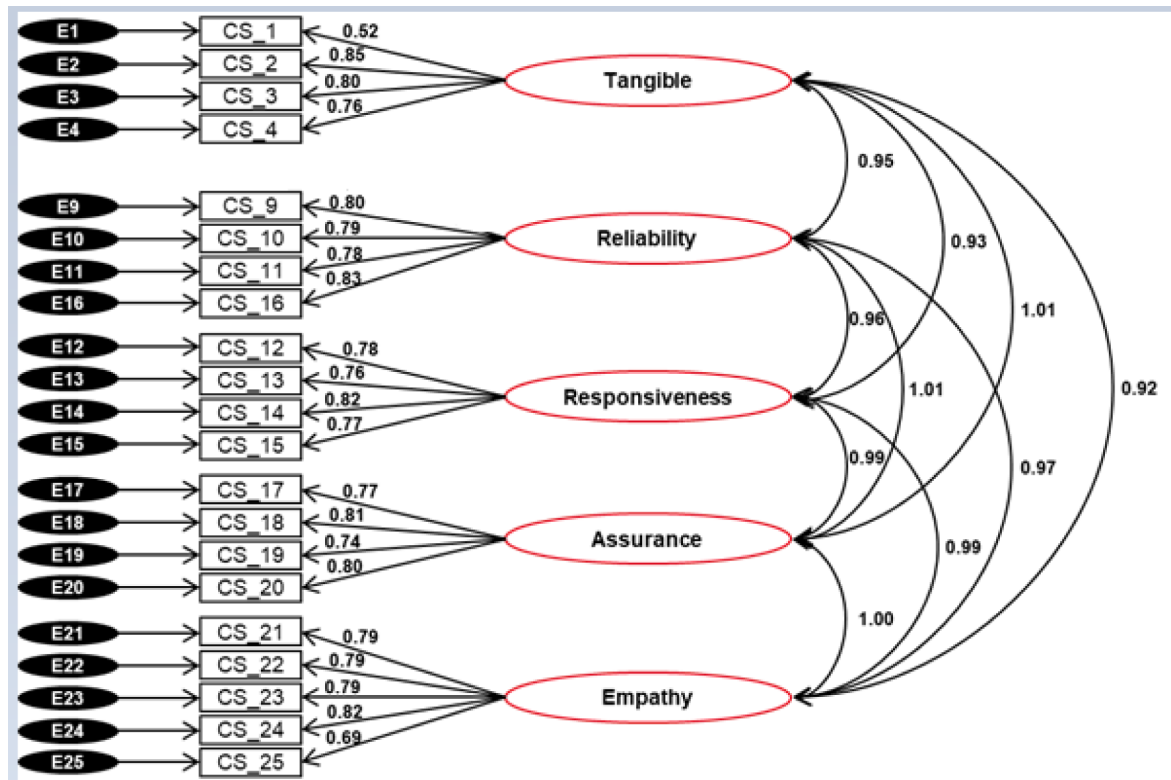 E1 CS_1 0.52
E2 CS_2 0.85 Tangible
E3 CS_3 0.80
E4 CS_4 0.76
0.95
E9 CS_9 0.80
E10 CS_10 0.79 Reliability 0.93
E11 CS_11 0.78
E16 CS_16 0.83
0.96 1.01
E12 CS_12 0.78
E13 CS_13 0.76
Responsiveness 1.01 0.92
E14 CS_14 0.82
E15 CS_15 0.77
0.99 0.97
E17 CS_17 0.77
E18 CS_18 0.81
Assurance 0.99
E19 CS_19 0.74
E20 CS_20 0.80
1.00
E21 CS_21 0.79
E22 CS_22 0.79
E23 CS_23 0.79 Empathy
E24 CS_24 0.82
E25 CS_25 0.69